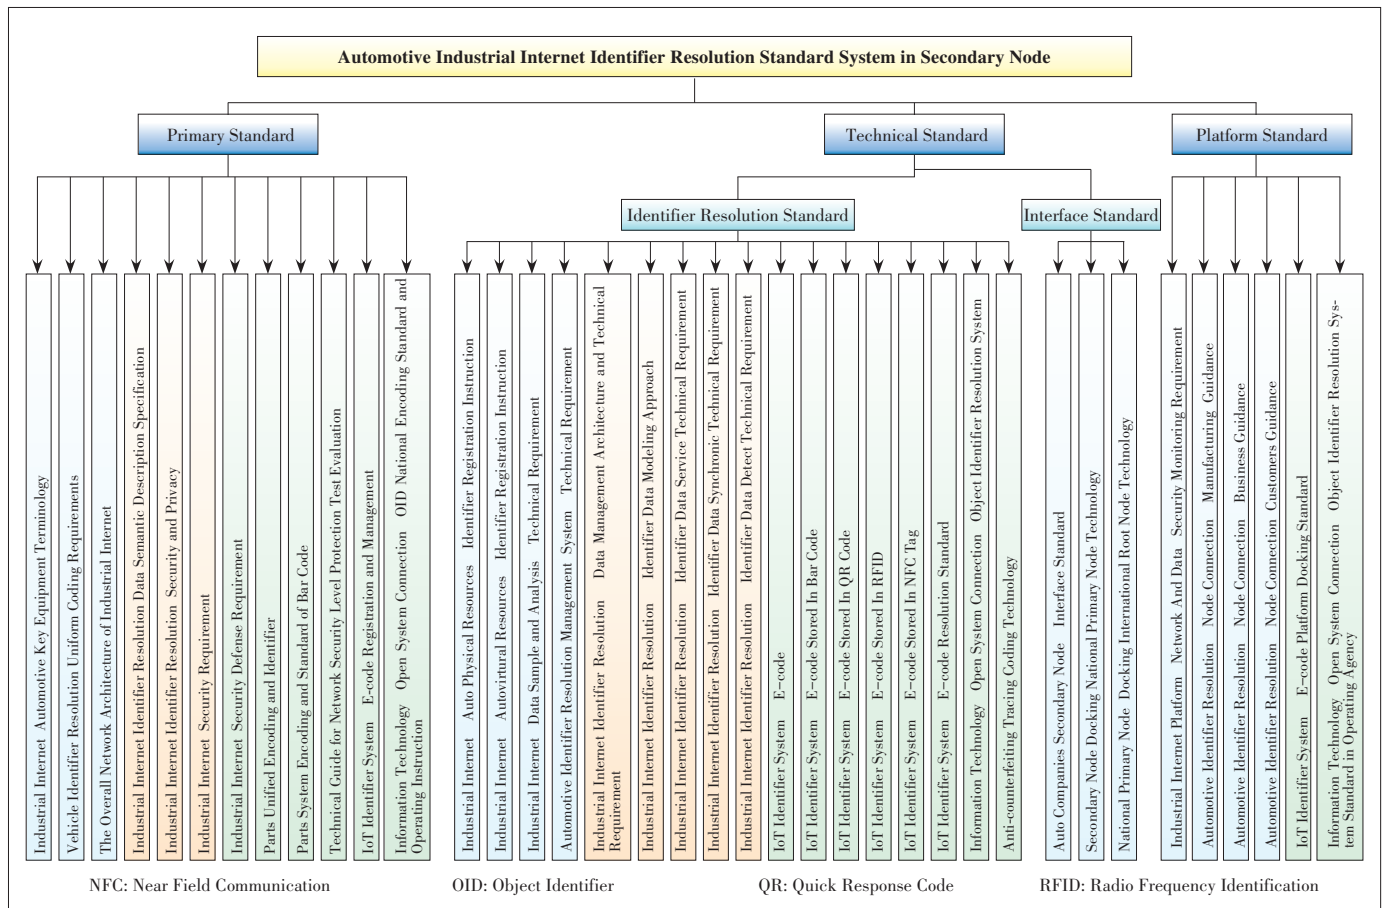 Automotive Industrial Internet Identifier Resolution Standard System in Secondary Node
Primary Standard
Technical Standard
Platform Standard
Identifier Resolution Standard
Interface Standard
Industrial Internet Automotive Key Equipment Terminology
Vehicle Identifier Resolution Uniform Coding Requirements
The Overall Network Architecture of Industrial Internet
Industrial Internet Identifier Resolution Data Semantic Description Specification
Industrial Internet Identifier Resolution Security and Privacy
Industrial Internet Security Requirement
Industrial Internet Security Defense Requirement
Parts Unified Encoding and Identifier
Parts System Encoding and Standard of Bar Code
Technical Guide for Network Security Level Protection Test Evaluation
IoT Identifier System E-code Registration and Management
Information Technology Open System Connection OID National Encoding Standard and
Operating Instruction
Industrial Internet Auto Physical Resources Identifier Registration Instruction
Industrial Internet Autovirtural Resources Identifier Registration Instruction
Industrial Internet Data Sample and Analysis Technical Requirement
Automotive Identifier Resolution Management System Technical Requirement
Industrial Internet Identifier Resolution Data Management Architecture and Technical
Requirement
Industrial Internet Identifier Resolution Identifier Data Modeling Approach
Industrial Internet Identifier Resolution Identifier Data Service Technical Requirement
Industrial Internet Identifier Resolution Identifier Data Synchronic Technical Requirement
Industrial Internet Identifier Resolution Identifier Data Detect Technical Requirement
IoT Identifier System E-code
IoT Identifier System E-code Stored In Bar Code
IoT Identifier System E-code Stored In QR Code
IoT Identifier System E-code Stored In RFID
IoT Identifier System E-code Stored In NFC Tag
IoT Identifier System E-code Resolution Standard
Information Technology Open System Connection Object Identifier Resolution System
Anti-counterfeiting Tracing Coding Technology
Auto Companies Secondary Node Interface Standard
Secondary Node Docking National Primary Node Technology
National Primary Node Docking International Root Node Technology
Industrial Internet Platform Network And Data Security Monitoring Requirement
Automotive Identifier Resolution Node Connection Manufacturing Guidance
Automotive Identifier Resolution Node Connection Business Guidance
Automotive Identifier Resolution Node Connection Customers Guidance
IoT Identifier System E-code Platform Docking Standard
Information Technology Open System Connection Object Identifier Resolution Sys-
tem Standard in Operating Agency
NFC: Near Field Communication
OID: Object Identifier
QR: Quick Response Code
RFID: Radio Frequency Identification